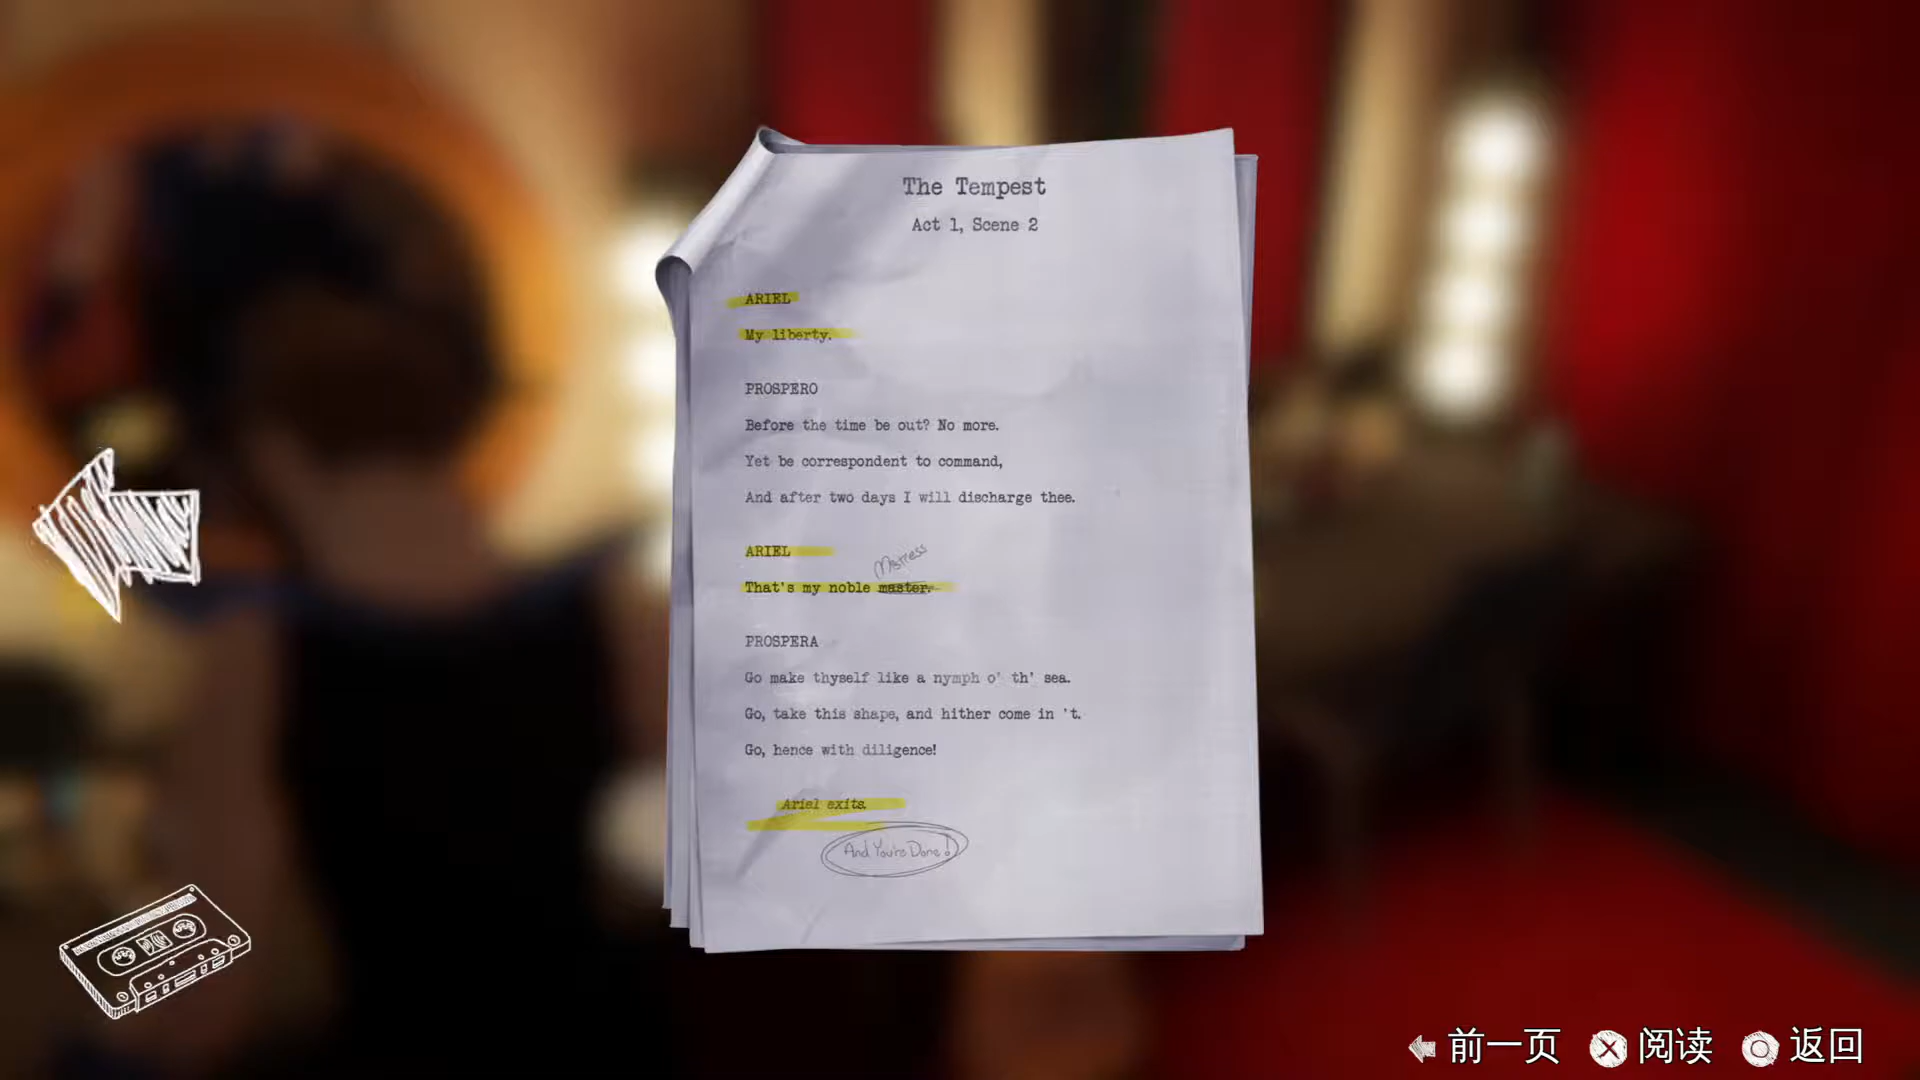 The Tempest
Act 1, Scene 2
ARIEL
My liberty.
PROSPERO
Before the time be out? No more.
Yet be correspondent to command,
And after two days I will discharge thee.
ARIEL
Mistress
That's my noble master.
PROSPERA
Go make thyself like a nymph o' th' sea.
Go, take this shape, and hither come in 't.
Go, hence with diligence!
Ariel exits.
And You're Done!
前一页 阅读 返回